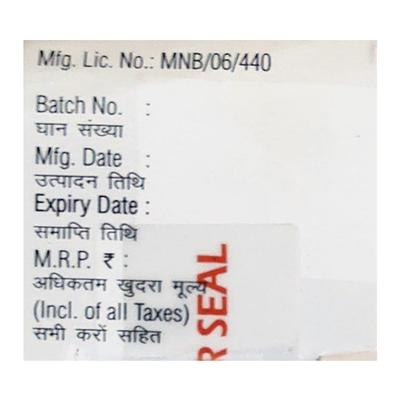 Mfg. Lic. No.: MNB/06/440
Batch No. :
घान संख्या
Mfg. Date :
उत्पादन तिथि
Expiry Date :
समाप्ति तिथि
M.R.P. ₹ :
अधिकतम खुदरा मूल्य
(Incl. of all Taxes)
सभी करों सहित
R SEAL